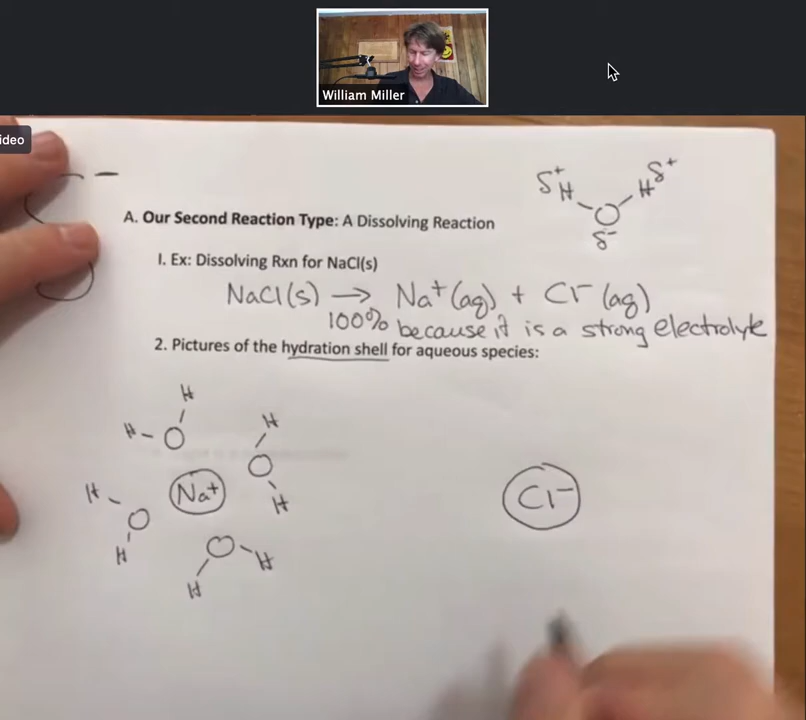 William Miller
ideo
δ+ H H δ+
O
δ-
A. Our Second Reaction Type: A Dissolving Reaction
I. Ex: Dissolving Rxn for NaCl(s)
NaCl(s) → Na+(aq) + Cl-(aq)
100% because it is a strong electrolyte
2. Pictures of the hydration shell for aqueous species:
H
H O
H
O
H
Na+
H
O
H
O H
H
Cl-